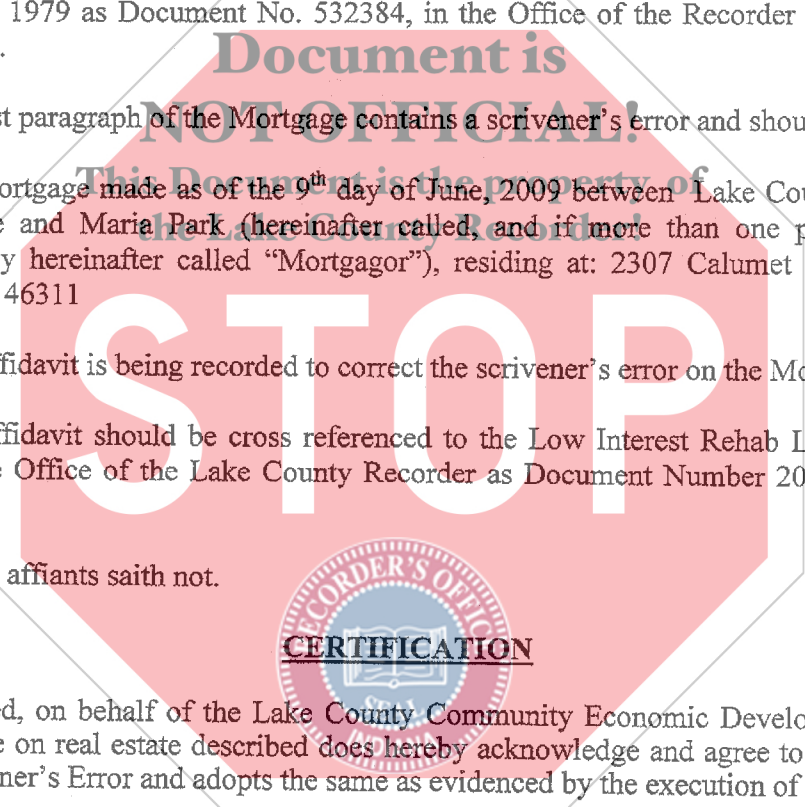 1979 as Document No. 532384, in the Office of the Recorder
.
Document is
st paragraph of the Mortgage contains a scrivener's error and shou
NOT OFFICIAL!
This Document is the property of
ortgage made as of the 9th day of June, 2009 between Lake Cou
the Lake County Recorder!
e and Maria Park (hereinafter called, and if more than one p
y hereinafter called “Mortgagor”), residing at: 2307 Calumet
46311
STOP
ffidavit is being recorded to correct the scrivener's error on the Mo
ffidavit should be cross referenced to the Low Interest Rehab L
e Office of the Lake County Recorder as Document Number 20
affiants saith not.
RECORDER'S OFFICE
CERTIFICATION
SEAL
INDIANA
d, on behalf of the Lake County Community Economic Develo
e on real estate described does hereby acknowledge and agree to
ner's Error and adopts the same as evidenced by the execution of